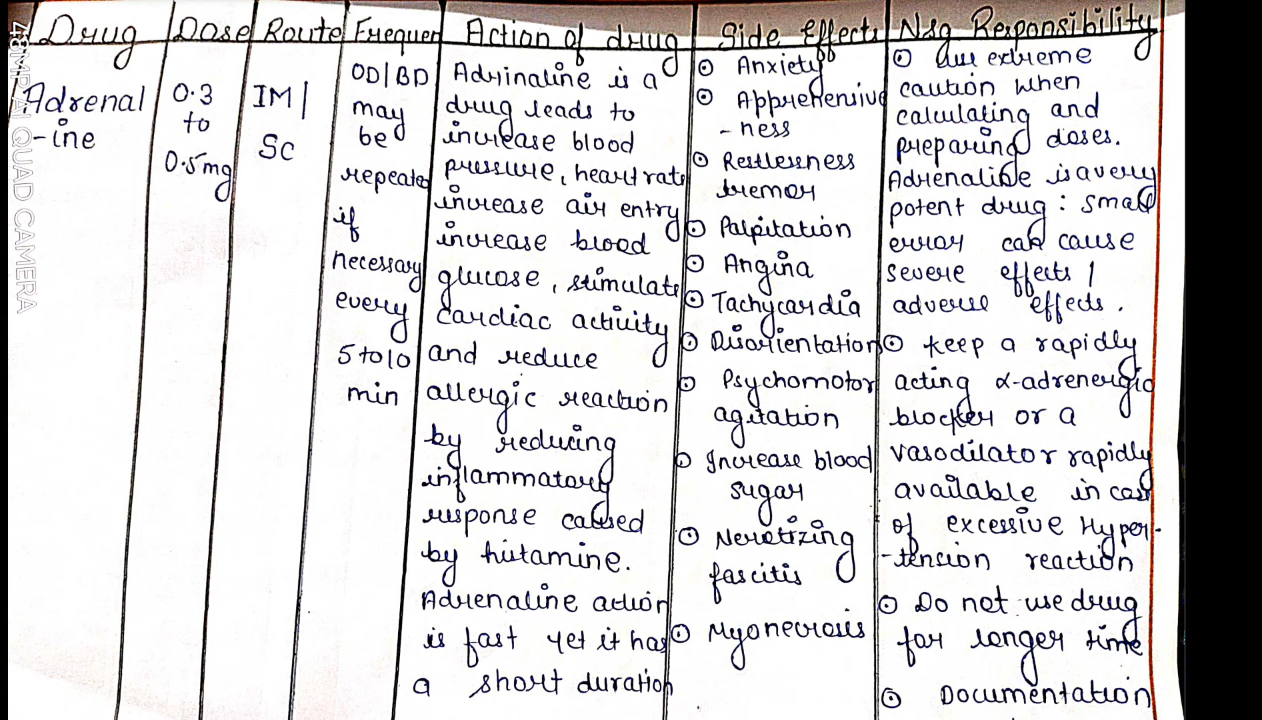 Drug
Dose
Route
Frequen
Action of drug
Side effects
Nsg Responsibility
Adrenal
-ine
0.3
to
0.5mg
IM|
SC
OD|BD
may
be
repeated
if
necessary
every
5 to 10
min
Adrinaline is a
drug leads to
increase blood
pressure, heart rate
increase air entry
increase blood
glucose, stimulate
cardiac activity
and reduce
allergic reaction
by reducing
inflammatory
response caused
by histamine.
Adrenaline action
is fast yet it has
a short duration
⊙ Anxiety
⊙ Apprehensive
-ness
⊙ Restlessness
tremor
⊙ Palpitation
⊙ Angina
⊙ Tachycardia
⊙ Disorientation
⊙ Psychomotor
agitation
⊙ Increase blood
sugar
⊙ Necrotizing
fascitis
⊙ Myonecrosis
⊙ extreme
caution when
calculating and
preparing doses.
Adrenaline is a very
potent drug : small
error can cause
severe effects /
adverse effects.
⊙ keep a rapidly
acting α-adrenergic
blocker or a
vasodilator rapidly
available in case
of excessive Hyper-
-tension reaction
⊙ Do not use drug
for longer time
⊙ Documentation
48MP AI QUAD CAMERA